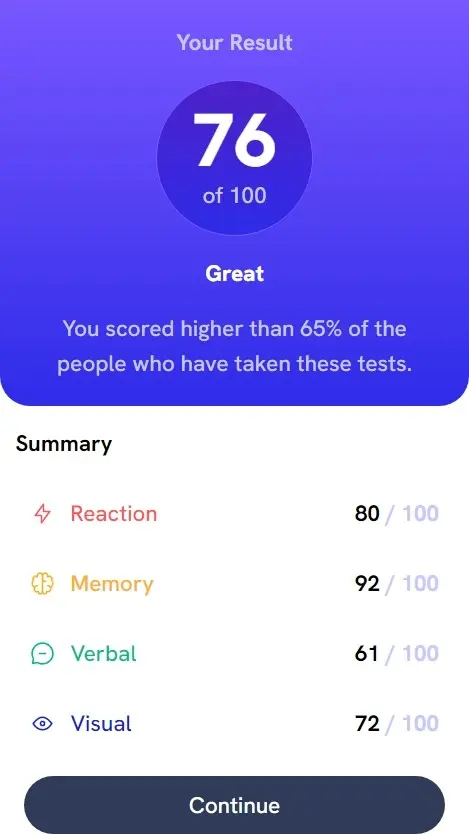 Your Result
76
of 100
Great
You scored higher than 65% of the
people who have taken these tests.
Summary
Reaction 80 / 100
Memory 92 / 100
Verbal 61 / 100
Visual 72 / 100
Continue